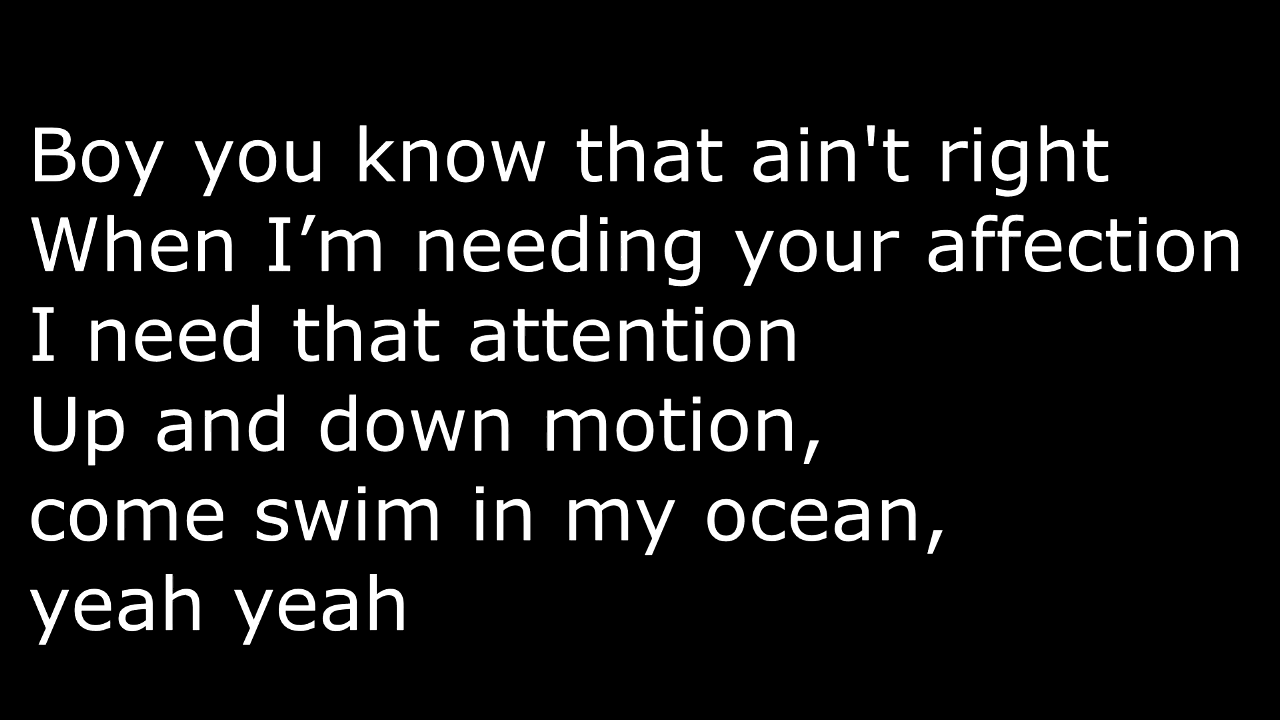 Boy you know that ain't right
When I’m needing your affection
I need that attention
Up and down motion,
come swim in my ocean,
yeah yeah